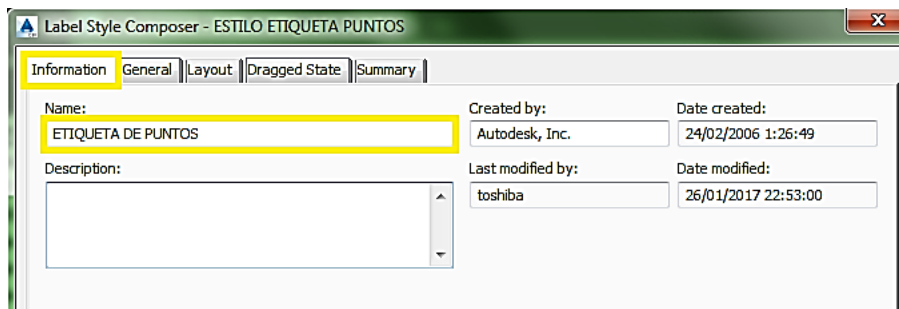 Label Style Composer - ESTILO ETIQUETA PUNTOS
Information General Layout Dragged State Summary
Name: Created by: Date created:
ETIQUETA DE PUNTOS Autodesk, Inc. 24/02/2006 1:26:49
Description: Last modified by: Date modified:
toshiba 26/01/2017 22:53:00